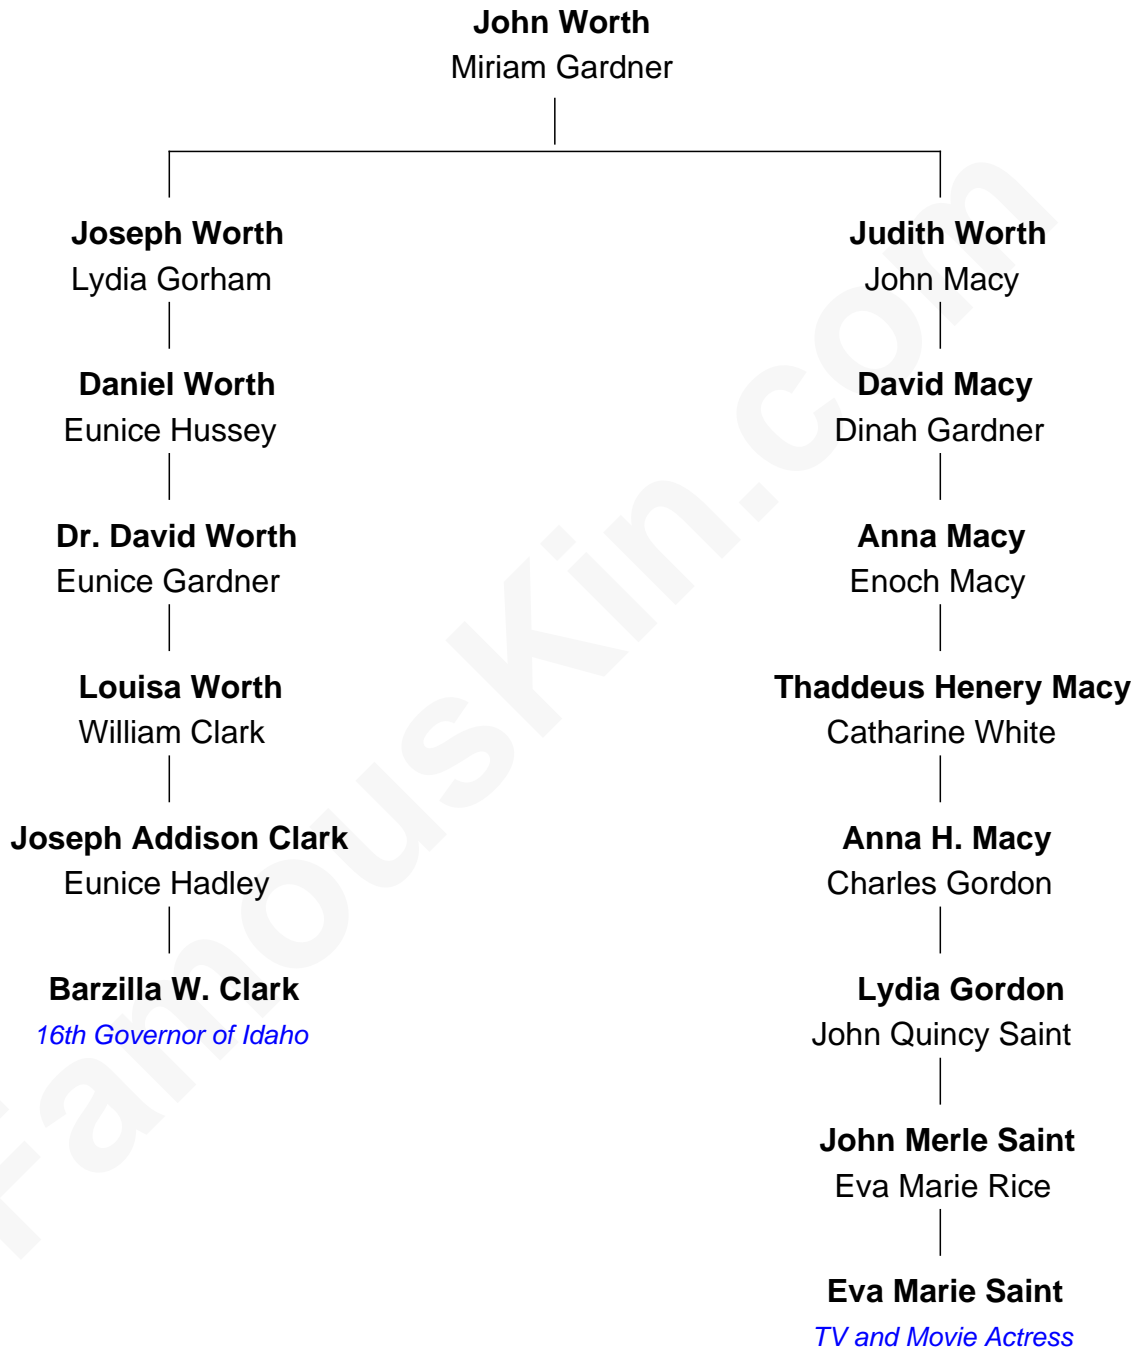 John Worth
Miriam Gardner
Joseph Worth
Lydia Gorham
Daniel Worth
Eunice Hussey
Dr. David Worth
Eunice Gardner
Louisa Worth
William Clark
Joseph Addison Clark
Eunice Hadley
Barzilla W. Clark
16th Governor of Idaho
Judith Worth
John Macy
David Macy
Dinah Gardner
Anna Macy
Enoch Macy
Thaddeus Henery Macy
Catharine White
Anna H. Macy
Charles Gordon
Lydia Gordon
John Quincy Saint
John Merle Saint
Eva Marie Rice
Eva Marie Saint
TV and Movie Actress
FamousKin.com